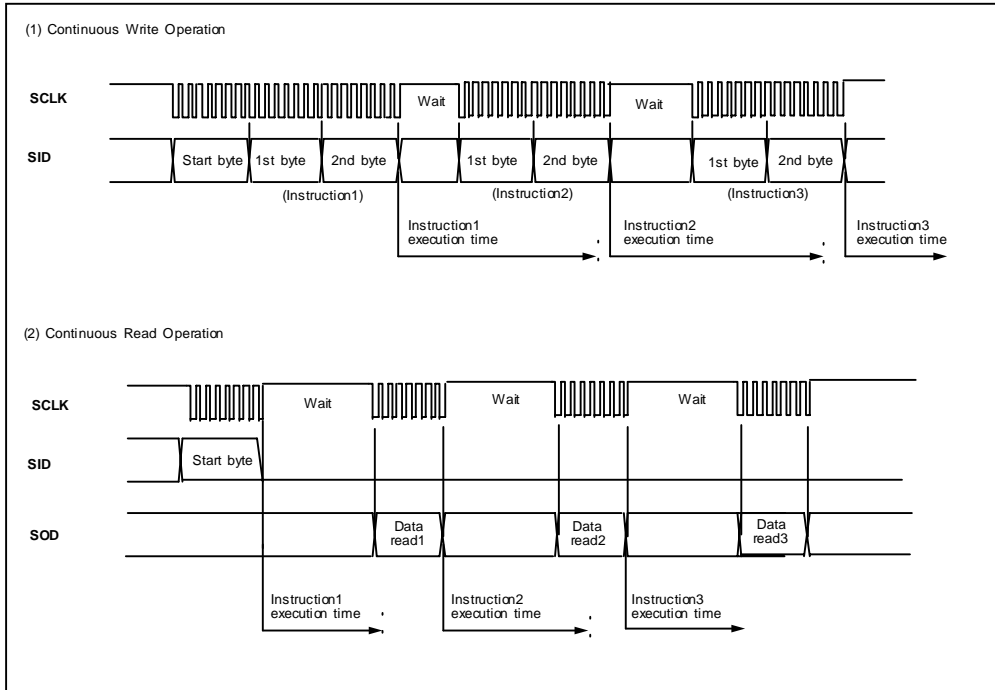 (1) Continuous Write Operation
SCLK
Wait
Wait
SID
Start byte
1st byte
2nd byte
1st byte
2nd byte
1st byte
2nd byte
(Instruction1)
(Instruction2)
(Instruction3)
Instruction1
execution time
Instruction2
execution time
Instruction3
execution time
(2) Continuous Read Operation
SCLK
Wait
Wait
Wait
SID
Start byte
SOD
Data
read1
Data
read2
Data
read3
Instruction1
execution time
Instruction2
execution time
Instruction3
execution time